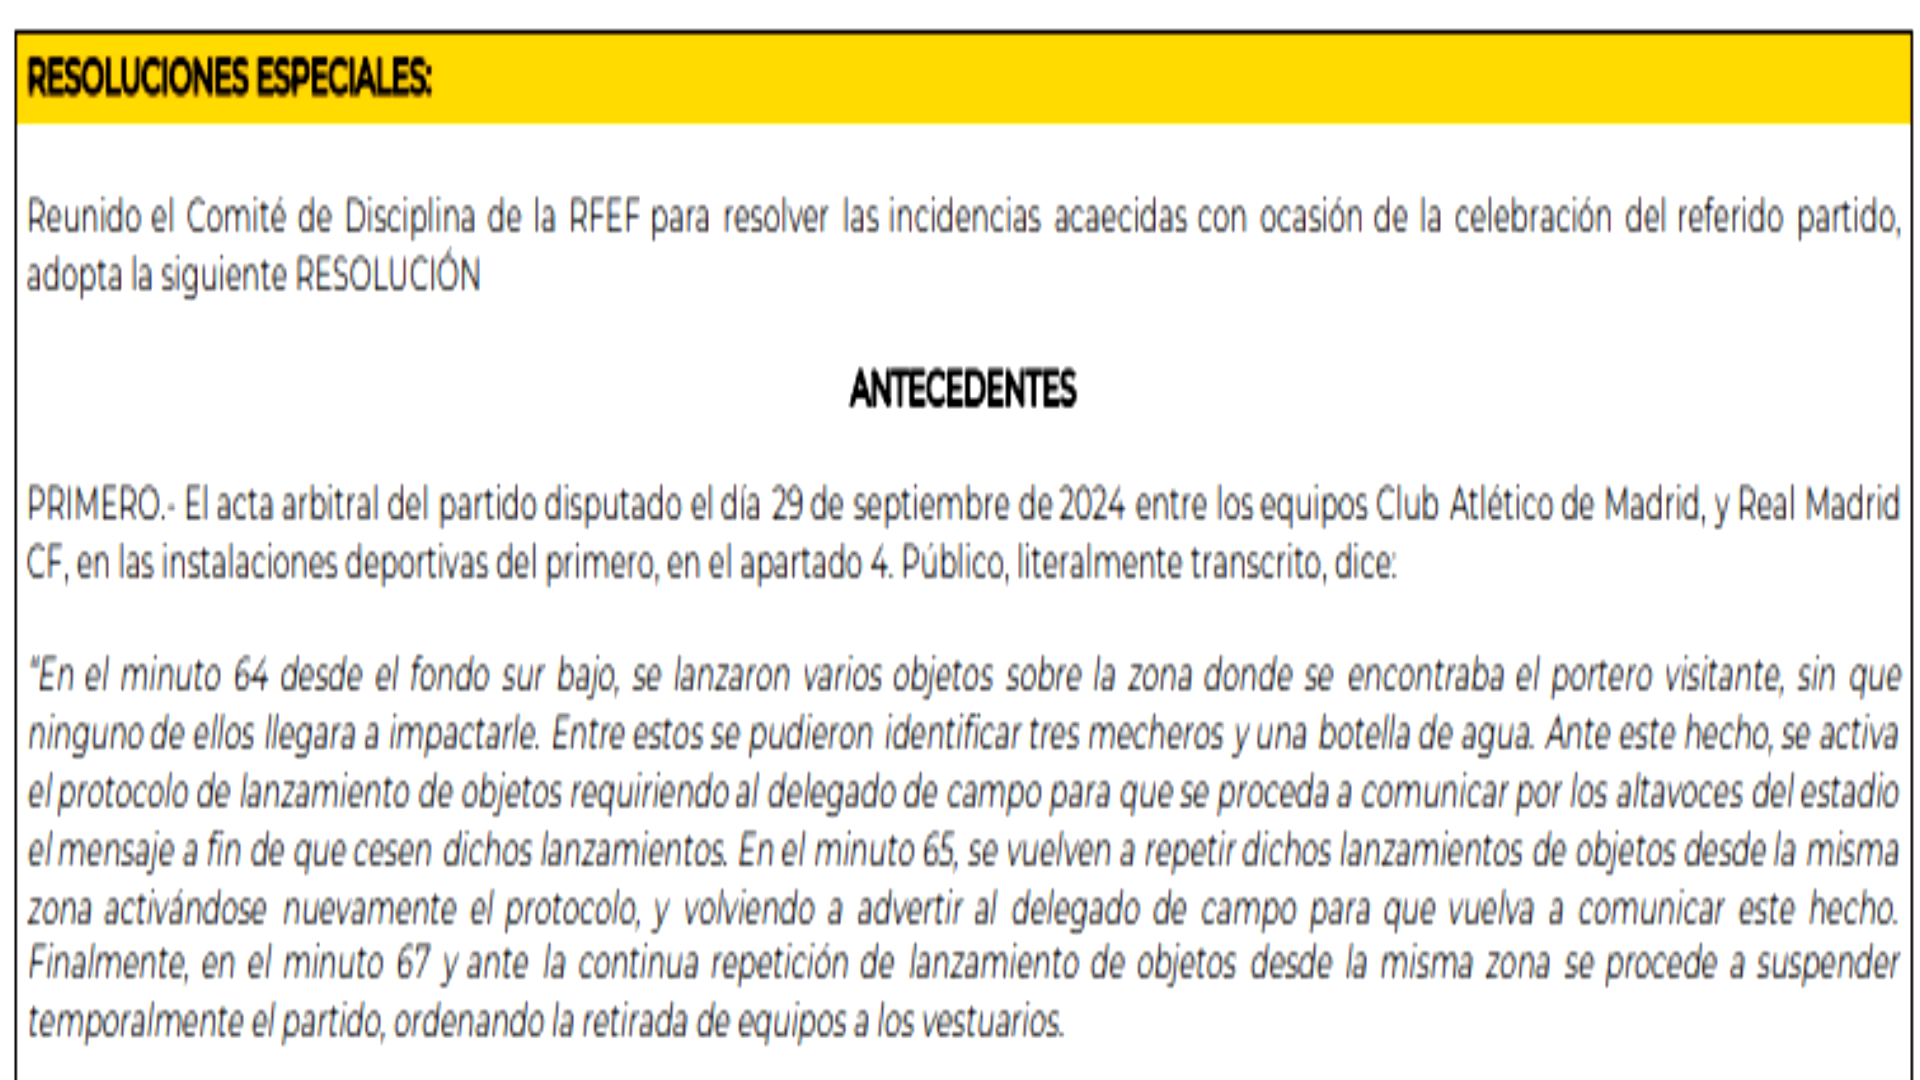 RESOLUCIONES ESPECIALES:
Reunido el Comité de Disciplina de la RFEF para resolver las incidencias acaecidas con ocasión de la celebración del referido partido,
adopta la siguiente RESOLUCIÓN
ANTECEDENTES
PRIMERO.- El acta arbitral del partido disputado el día 29 de septiembre de 2024 entre los equipos Club Atlético de Madrid, y Real Madrid
CF, en las instalaciones deportivas del primero, en el apartado 4. Público, literalmente transcrito, dice:
“En el minuto 64 desde el fondo sur bajo, se lanzaron varios objetos sobre la zona donde se encontraba el portero visitante, sin que
ninguno de ellos llegara a impactarle. Entre estos se pudieron identificar tres mecheros y una botella de agua. Ante este hecho, se activa
el protocolo de lanzamiento de objetos requiriendo al delegado de campo para que se proceda a comunicar por los altavoces del estadio
el mensaje a fin de que cesen dichos lanzamientos. En el minuto 65, se vuelven a repetir dichos lanzamientos de objetos desde la misma
zona activándose nuevamente el protocolo, y volviendo a advertir al delegado de campo para que vuelva a comunicar este hecho.
Finalmente, en el minuto 67 y ante la continua repetición de lanzamiento de objetos desde la misma zona se procede a suspender
temporalmente el partido, ordenando la retirada de equipos a los vestuarios.